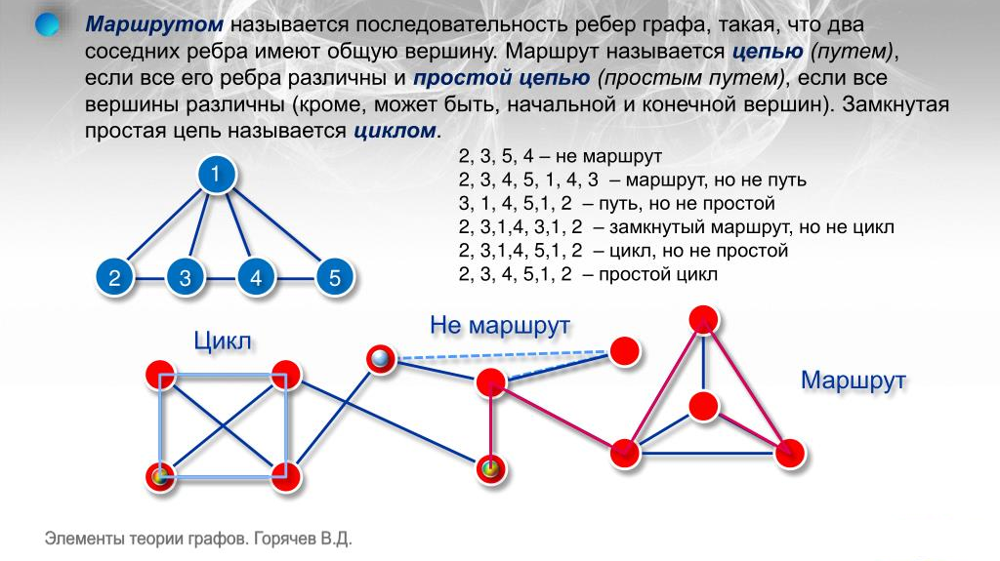 Маршрутом называется последовательность ребер графа, такая, что два
соседних ребра имеют общую вершину. Маршрут называется цепью (путем),
если все его ребра различны и простой цепью (простым путем), если все
вершины различны (кроме, может быть, начальной и конечной вершин). Замкнутая
простая цепь называется циклом.
2, 3, 5, 4 – не маршрут
2, 3, 4, 5, 1, 4, 3  – маршрут, но не путь
3, 1, 4, 5,1, 2  – путь, но не простой
2, 3,1,4, 3,1, 2  – замкнутый маршрут, но не цикл
2, 3,1,4, 5,1, 2  – цикл, но не простой
2, 3, 4, 5,1, 2  – простой цикл
1
2 3 4 5
Цикл
Не маршрут
Маршрут
Элементы теории графов. Горячев В.Д.